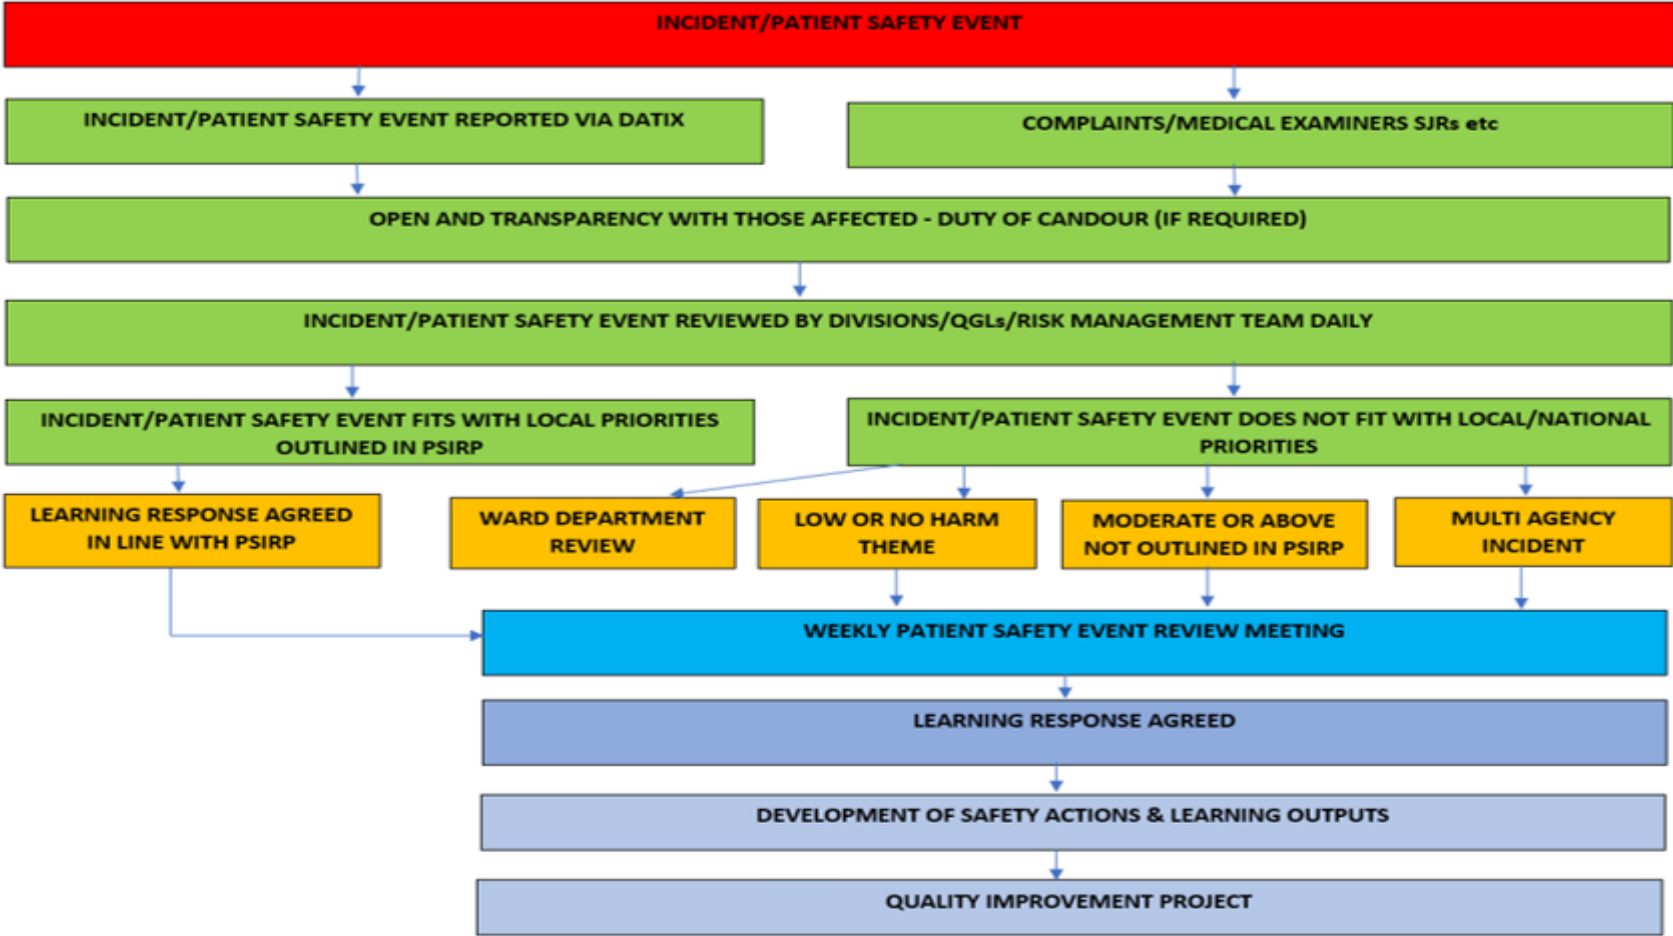 INCIDENT/PATIENT SAFETY EVENT
INCIDENT/PATIENT SAFETY EVENT REPORTED VIA DATIX
COMPLAINTS/MEDICAL EXAMINERS SJRs etc
OPEN AND TRANSPARENCY WITH THOSE AFFECTED - DUTY OF CANDOUR (IF REQUIRED)
INCIDENT/PATIENT SAFETY EVENT REVIEWED BY DIVISIONS/QGLs/RISK MANAGEMENT TEAM DAILY
INCIDENT/PATIENT SAFETY EVENT FITS WITH LOCAL PRIORITIES
OUTLINED IN PSIRP
INCIDENT/PATIENT SAFETY EVENT DOES NOT FIT WITH LOCAL/NATIONAL
PRIORITIES
LEARNING RESPONSE AGREED
IN LINE WITH PSIRP
WARD DEPARTMENT
REVIEW
LOW OR NO HARM
THEME
MODERATE OR ABOVE
NOT OUTLINED IN PSIRP
MULTI AGENCY
INCIDENT
WEEKLY PATIENT SAFETY EVENT REVIEW MEETING
LEARNING RESPONSE AGREED
DEVELOPMENT OF SAFETY ACTIONS & LEARNING OUTPUTS
QUALITY IMPROVEMENT PROJECT